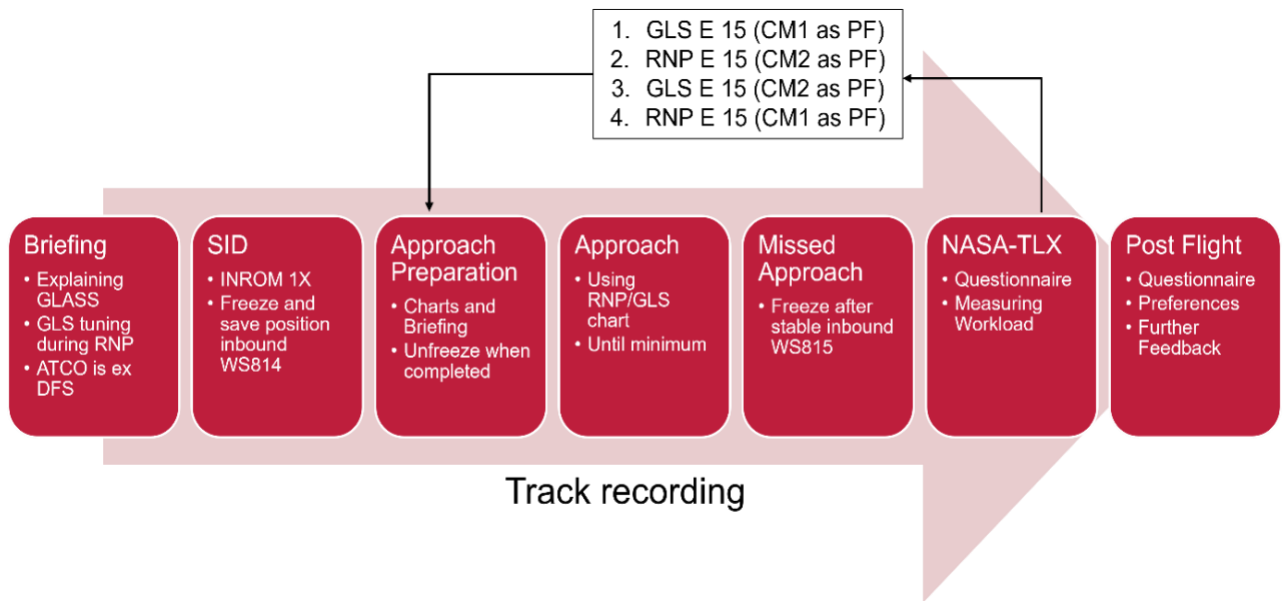 1. GLS E 15 (CM1 as PF)
2. RNP E 15 (CM2 as PF)
3. GLS E 15 (CM2 as PF)
4. RNP E 15 (CM1 as PF)
Briefing
• Explaining
GLASS
• GLS tuning
during RNP
• ATCO is ex
DFS
SID
• INROM 1X
• Freeze and
save position
inbound
WS814
Approach
Preparation
• Charts and
Briefing
• Unfreeze when
completed
Approach
• Using
RNP/GLS
chart
• Until minimum
Missed
Approach
• Freeze after
stable inbound
WS815
NASA-TLX
• Questionnaire
• Measuring
Workload
Post Flight
• Questionnaire
• Preferences
• Further
Feedback
Track recording